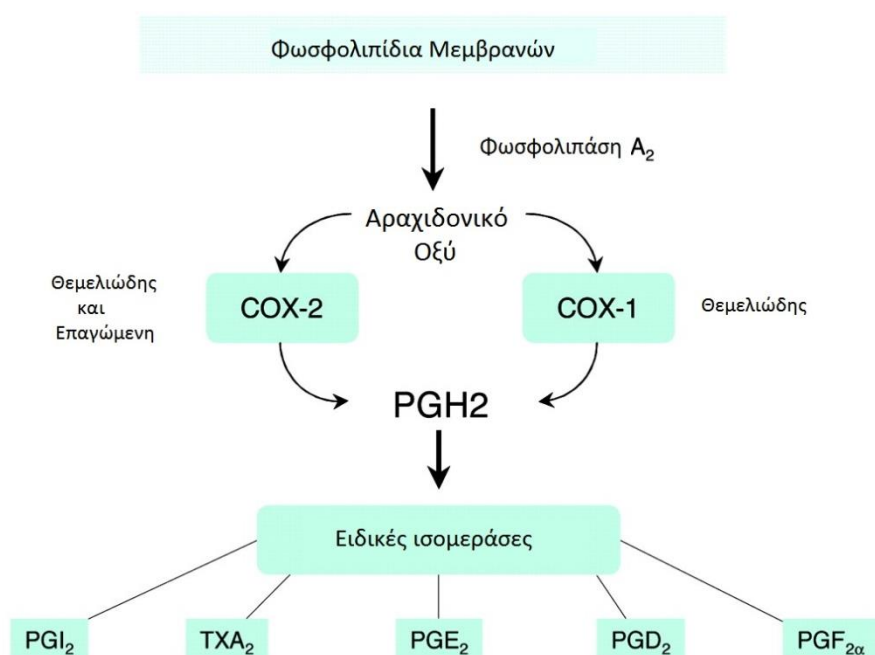 Φωσφολιπίδια Μεμβρανών
Φωσφολιπάση A₂
Αραχιδονικό
Οξύ
Θεμελιώδης
και
Επαγώμενη
COX-2
COX-1
Θεμελιώδης
PGH2
Ειδικές ισομεράσες
PGI₂
TXA₂
PGE₂
PGD₂
PGF₂α